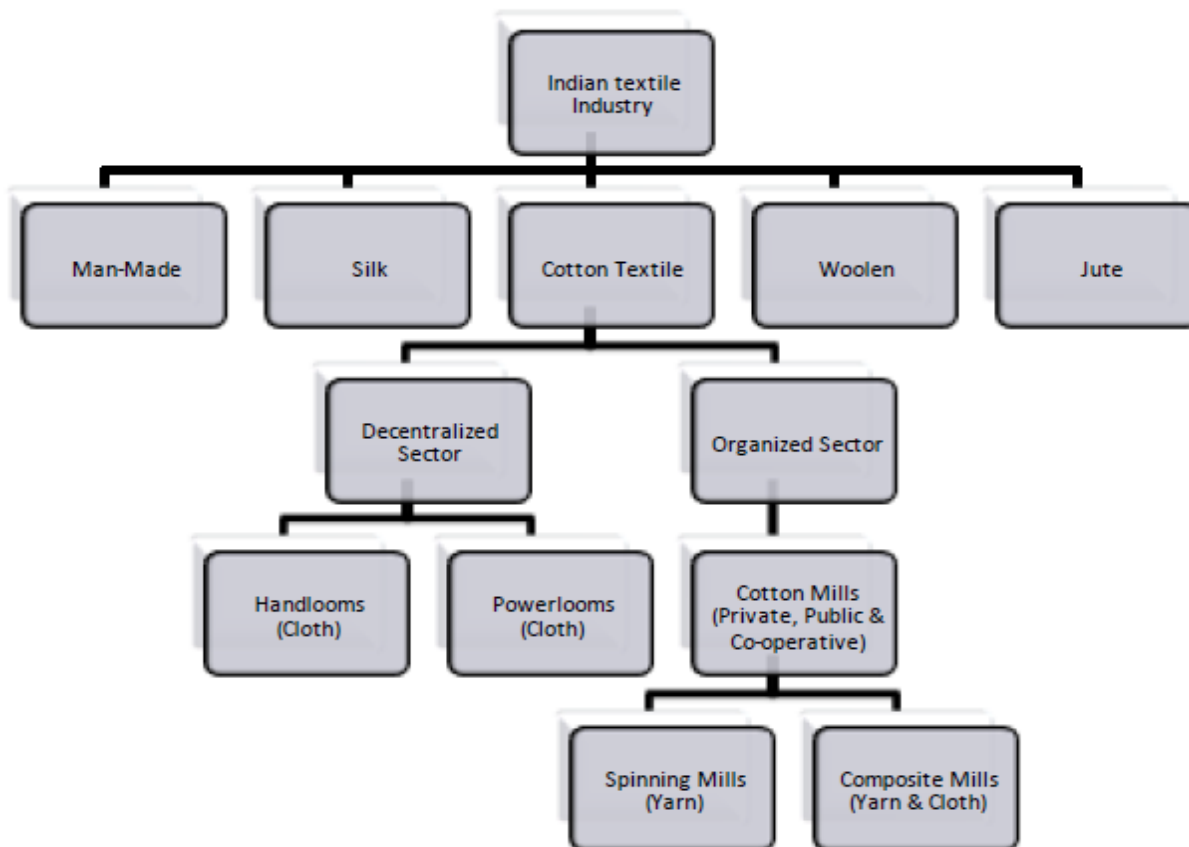 Indian textile
Industry
Man-Made
Silk
Cotton Textile
Woolen
Jute
Decentralized
Sector
Organized Sector
Handlooms
(Cloth)
Powerlooms
(Cloth)
Cotton Mills
(Private, Public &
Co-operative)
Spinning Mills
(Yarn)
Composite Mills
(Yarn & Cloth)